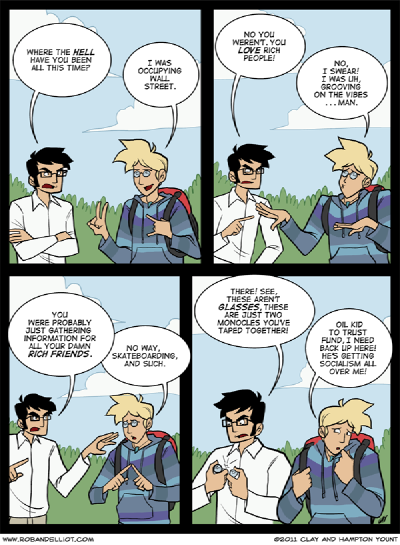 WHERE THE HELL
HAVE YOU BEEN
ALL THIS TIME?
I WAS
OCCUPYING
WALL
STREET.
NO YOU
WEREN'T. YOU
LOVE RICH
PEOPLE!
NO,
I SWEAR!
I WAS UH,
GROOVING
ON THE VIBES
...MAN.
YOU
WERE PROBABLY
JUST GATHERING
INFORMATION FOR
ALL YOUR DAMN
RICH FRIENDS.
NO WAY,
SKATEBOARDING,
AND SUCH.
THERE! SEE,
THESE AREN'T
GLASSES, THESE
ARE JUST TWO
MONOCLES YOU'VE
TAPED TOGETHER!
OIL KID
TO TRUST
FUND, I NEED
BACK UP HERE!
HE'S GETTING
SOCIALISM ALL
OVER ME!
WWW.ROBANDELLIOT.COM
©2011 CLAY AND HAMPTON YOUNT